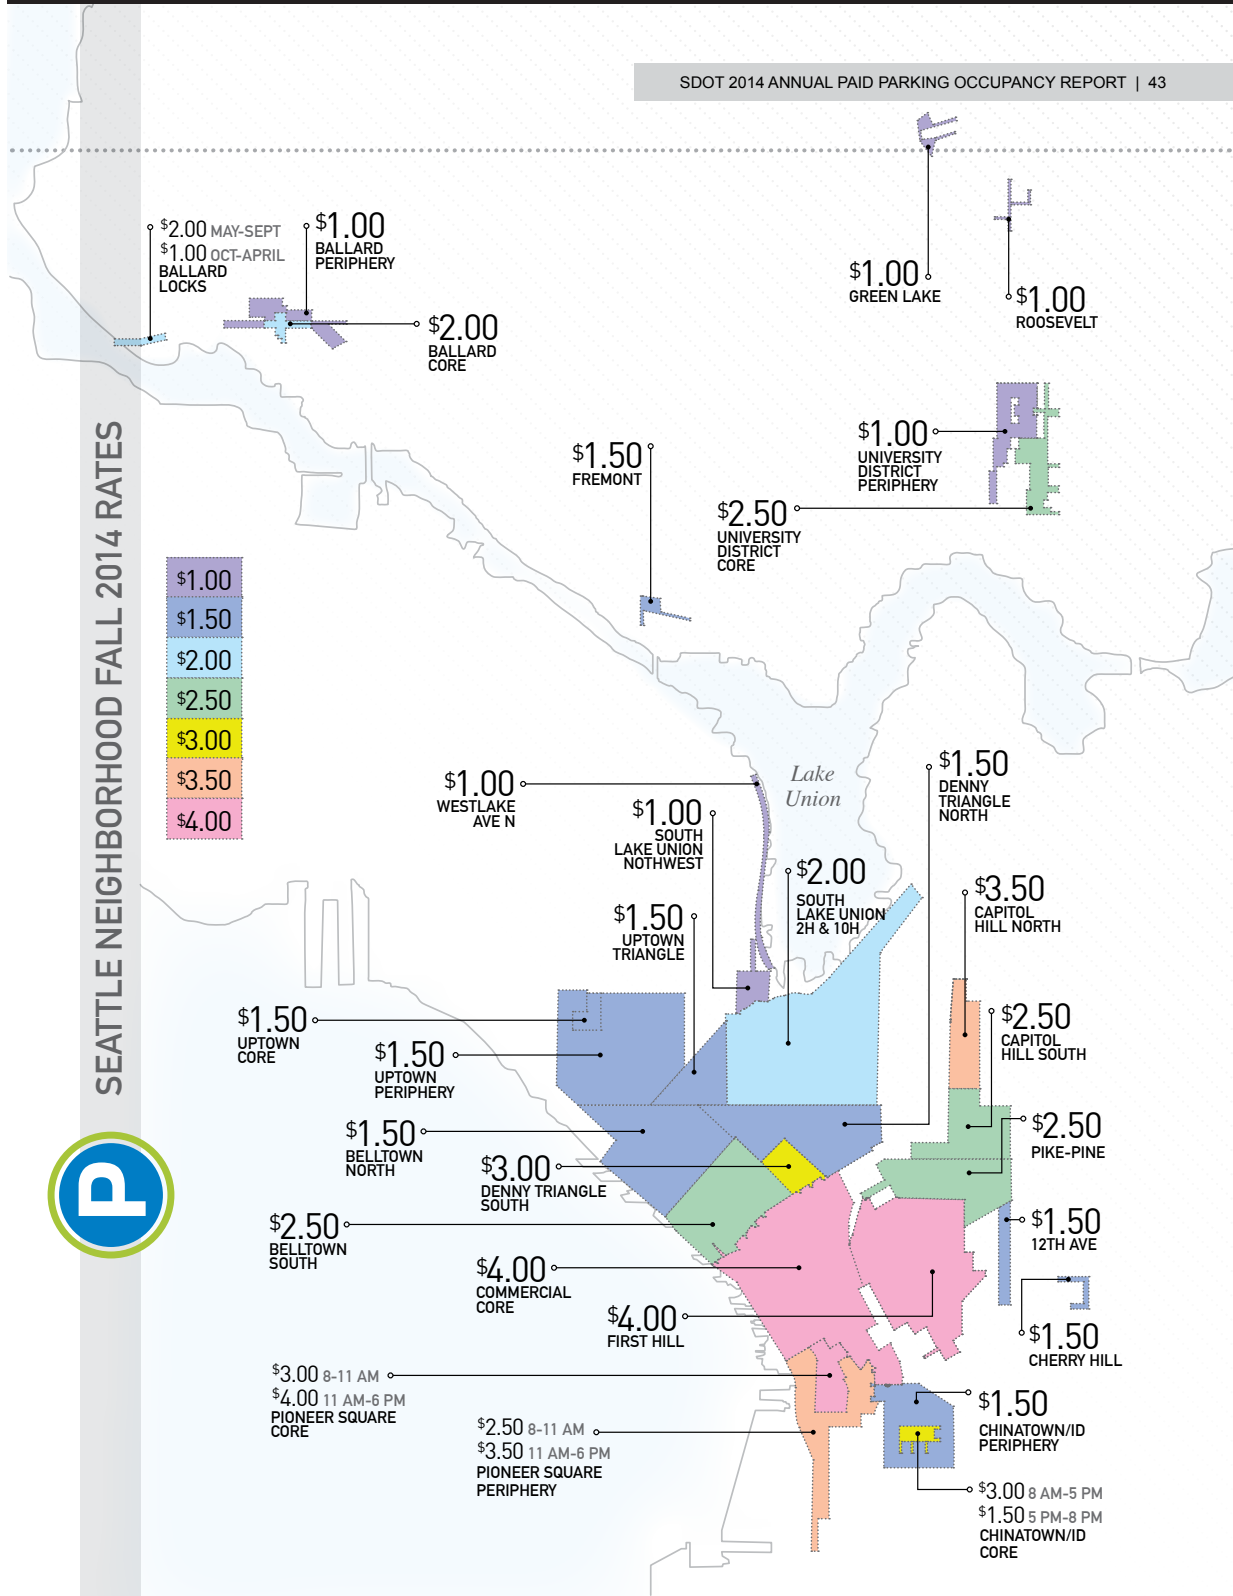 SDOT 2014 ANNUAL PAID PARKING OCCUPANCY REPORT | 43
SEATTLE NEIGHBORHOOD FALL 2014 RATES
P
$2.00 MAY-SEPT
$1.00 OCT-APRIL
BALLARD
LOCKS
$1.00
BALLARD
PERIPHERY
$2.00
BALLARD
CORE
$1.00
GREEN LAKE
$1.00
ROOSEVELT
$1.00
UNIVERSITY
DISTRICT
PERIPHERY
$1.50
FREMONT
$2.50
UNIVERSITY
DISTRICT
CORE
$1.00
$1.50
$2.00
$2.50
$3.00
$3.50
$4.00
Lake
Union
$1.00
WESTLAKE
AVE N
$1.00
SOUTH
LAKE UNION
NOTHWEST
$1.50
DENNY
TRIANGLE
NORTH
$2.00
SOUTH
LAKE UNION
2H & 10H
$3.50
CAPITOL
HILL NORTH
$1.50
UPTOWN
TRIANGLE
$1.50
UPTOWN
CORE
$1.50
UPTOWN
PERIPHERY
$2.50
CAPITOL
HILL SOUTH
$1.50
BELLTOWN
NORTH
$2.50
PIKE-PINE
$3.00
DENNY TRIANGLE
SOUTH
$2.50
BELLTOWN
SOUTH
$1.50
12TH AVE
$4.00
COMMERCIAL
CORE
$4.00
FIRST HILL
$1.50
CHERRY HILL
$3.00 8-11 AM
$4.00 11 AM-6 PM
PIONEER SQUARE
CORE
$2.50 8-11 AM
$3.50 11 AM-6 PM
PIONEER SQUARE
PERIPHERY
$1.50
CHINATOWN/ID
PERIPHERY
$3.00 8 AM-5 PM
$1.50 5 PM-8 PM
CHINATOWN/ID
CORE